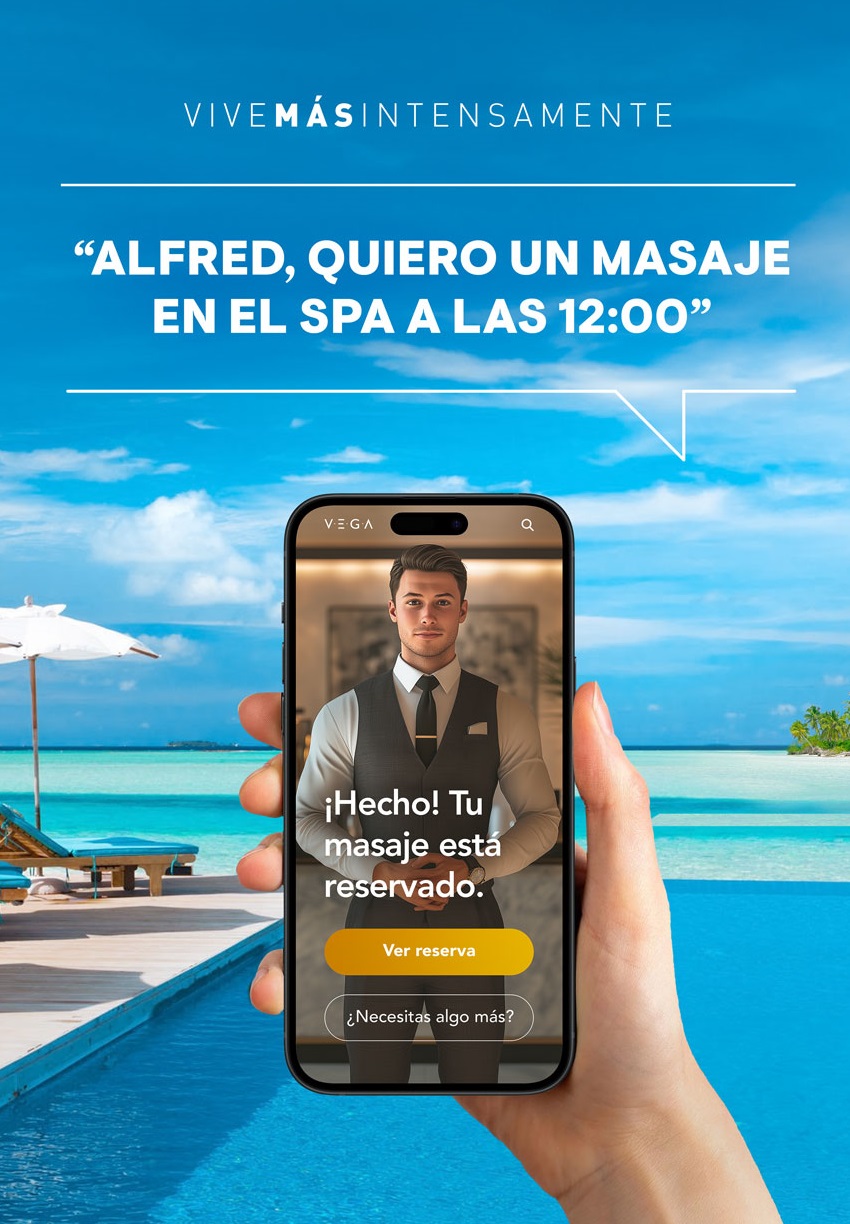 VIVEMÁSINTENSAMENTE
“ALFRED, QUIERO UN MASAJE
EN EL SPA A LAS 12:00”
VEGA
¡Hecho! Tu
masaje está
reservado.
Ver reserva
¿Necesitas algo más?